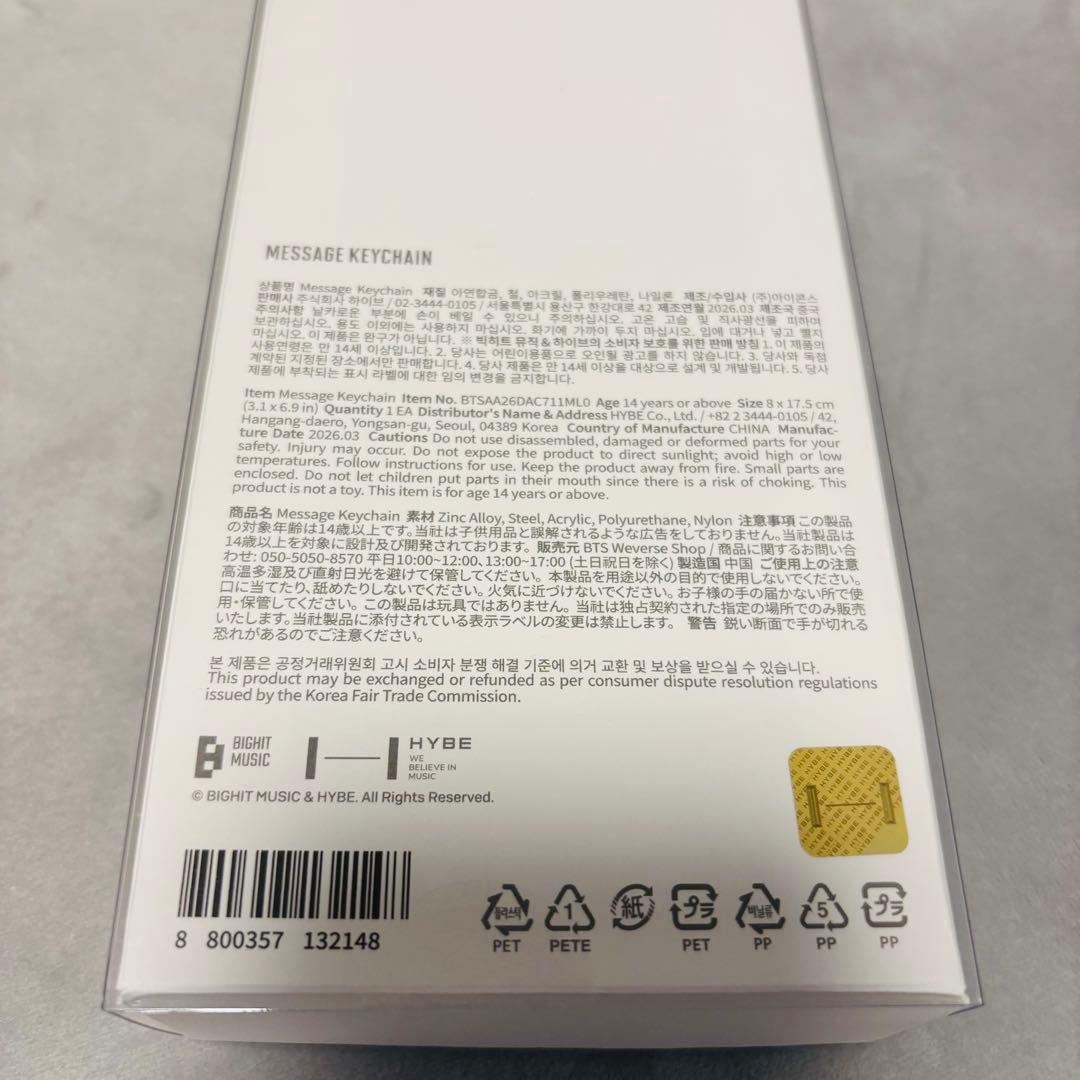 MESSAGE KEYCHAIN
상품명 Message Keychain 재질 아연합금, 철, 아크릴, 폴리우레탄, 나일론 제조/수입사 (주)아이콘스
판매사 주식회사 하이브 / 02-3444-0105 / 서울특별시 용산구 한강대로 42 제조연월 2026.03 제조국 중국
주의사항 날카로운 부분에 손이 베일 수 있으니 주의하십시오. 고온 고습 및 직사광선을 피하여
보관하십시오. 용도 이외에는 사용하지 마십시오. 화기에 가까이 두지 마십시오. 입에 대거나 넣고 빨지
마십시오. 이 제품은 완구가 아닙니다. ※ 빅히트 뮤직 & 하이브의 소비자 보호를 위한 판매 방침 1. 이 제품의
사용연령은 만 14세 이상입니다. 2. 당사는 어린이용품으로 오인될 광고를 하지 않습니다. 3. 당사와 독점
계약된 지정된 장소에서만 판매합니다. 4. 당사 제품은 만 14세 이상을 대상으로 설계 및 개발됩니다. 5. 당사
제품에 부착되는 표시 라벨에 대한 임의 변경을 금지합니다.
Item Message Keychain Item No. BTSAA26DAC711ML0 Age 14 years or above Size 8 x 17.5 cm
(3.1 x 6.9 in) Quantity 1 EA Distributor's Name & Address HYBE Co., Ltd. / +82 2 3444-0105 / 42,
Hangang-daero, Yongsan-gu, Seoul, 04389 Korea Country of Manufacture CHINA Manufac-
ture Date 2026.03 Cautions Do not use disassembled, damaged or deformed parts for your
safety. Injury may occur. Do not expose the product to direct sunlight; avoid high or low
temperatures. Follow instructions for use. Keep the product away from fire. Small parts are
enclosed. Do not let children put parts in their mouth since there is a risk of choking. This
product is not a toy. This item is for age 14 years or above.
商品名 Message Keychain 素材 Zinc Alloy, Steel, Acrylic, Polyurethane, Nylon 注意事項 この製品
の対象年齢は14歳以上です。当社は子供用品と誤解されるような広告をしておりません。当社製品は
14歳以上を対象に設計及び開発されております。 販売元 BTS Weverse Shop / 商品に関するお問い合
わせ: 050-5050-8570 平日10:00~12:00、13:00~17:00 (土日祝日を除く) 製造国 中国 ご使用上の注意
高温多湿及び直射日光を避けて保管してください。本製品を用途以外の目的で使用しないでください。
口に当てたり、舐めたりしないでください。火気に近づけないでください。お子様の手の届かない所で使
用・保管してください。この製品は玩具ではありません。当社は独占契約された指定の場所でのみ販売
いたします。当社製品に添付されている表示ラベルの変更は禁止します。 警告 鋭い断面で手が切れる
恐れがあるのでご注意ください。
본 제품은 공정거래위원회 고시 소비자 분쟁 해결 기준에 의거 교환 및 보상을 받으실 수 있습니다.
This product may be exchanged or refunded as per consumer dispute resolution regulations
issued by the Korea Fair Trade Commission.
BIGHIT
MUSIC
HYBE
WE
BELIEVE IN
MUSIC
© BIGHIT MUSIC & HYBE. All Rights Reserved.
HYBE HYBE HYBE
8 800357 132148
플라스틱
PET
1
PETE
紙
プラ
PET
비닐류
PP
5
PP
プラ
PP